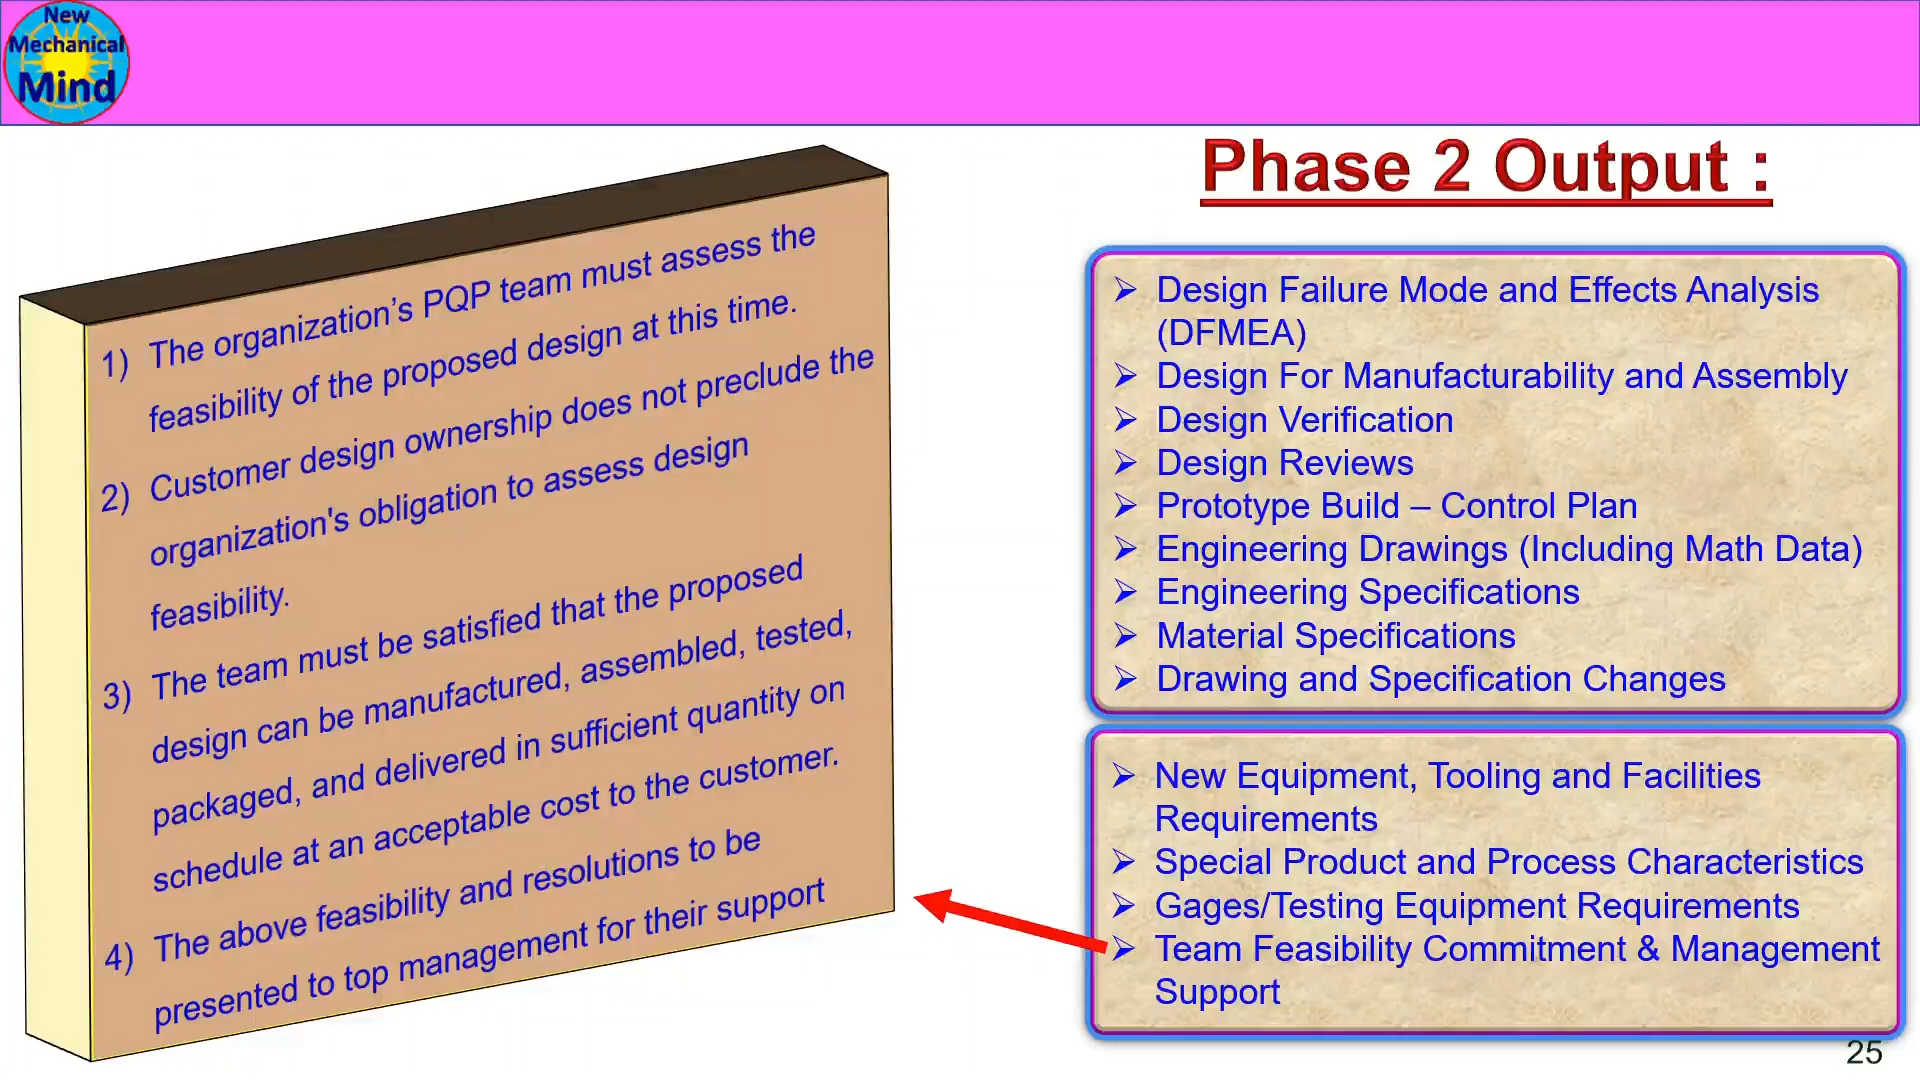 New
Mechanical
Mind
Phase 2 Output :
1) The organization’s PQP team must assess the
feasibility of the proposed design at this time.
2) Customer design ownership does not preclude the
organization's obligation to assess design
feasibility.
3) The team must be satisfied that the proposed
design can be manufactured, assembled, tested,
packaged, and delivered in sufficient quantity on
schedule at an acceptable cost to the customer.
4) The above feasibility and resolutions to be
presented to top management for their support
➢ Design Failure Mode and Effects Analysis
(DFMEA)
➢ Design For Manufacturability and Assembly
➢ Design Verification
➢ Design Reviews
➢ Prototype Build – Control Plan
➢ Engineering Drawings (Including Math Data)
➢ Engineering Specifications
➢ Material Specifications
➢ Drawing and Specification Changes
➢ New Equipment, Tooling and Facilities
Requirements
➢ Special Product and Process Characteristics
➢ Gages/Testing Equipment Requirements
➢ Team Feasibility Commitment & Management
Support
25